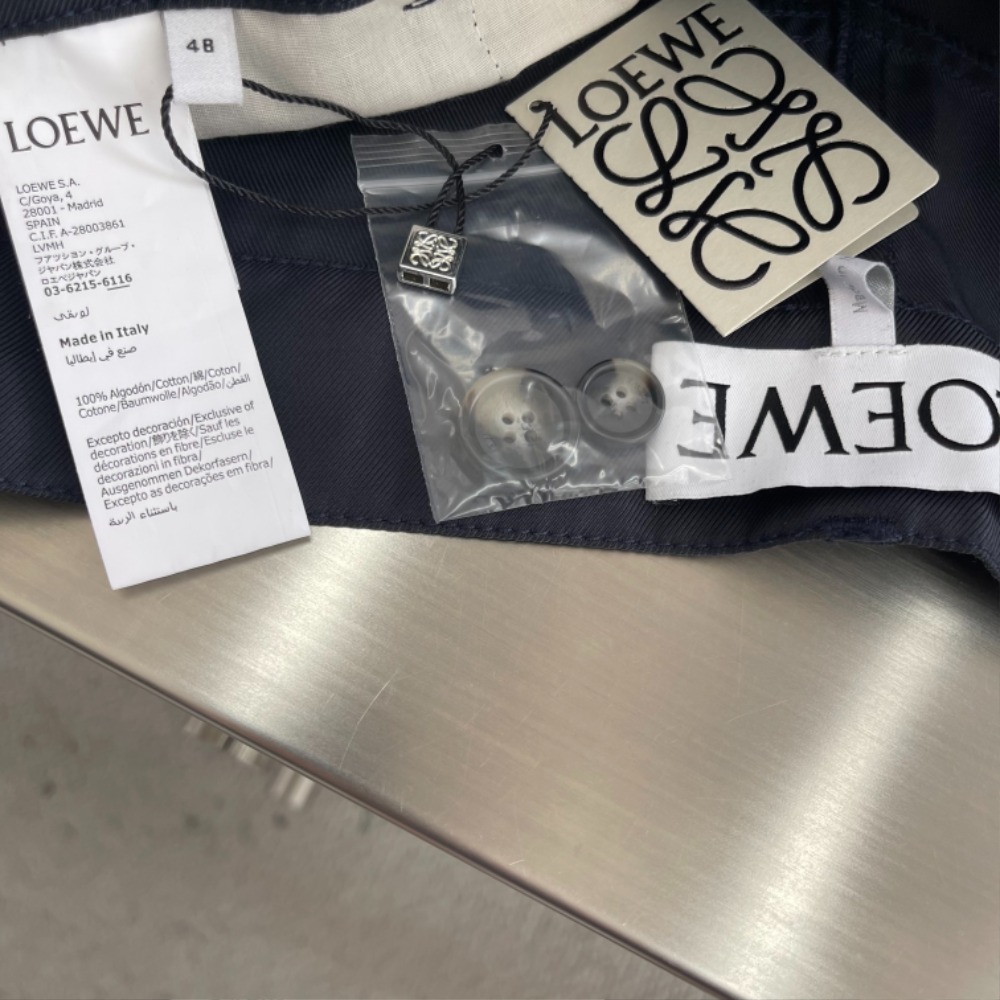 48
LOEWE
LOEWE S.A.
C/Goya, 4
28001 - Madrid
SPAIN
C.I.F. A-28003861
LVMH
ファッション・グループ・
ジャパン株式会社
ロエベジャパン
03-6215-6116
لويفي
Made in Italy
صنع في إيطاليا
100% Algodón/Cotton/綿/Coton/
Cotone/Baumwolle/Algodão/القطن
Excepto decoración/Exclusive of
decoration/飾りを除く/Sauf les
décorations en fibre/Escluse le
decorazioni in fibra/
Ausgenommen Dekorfasern/
Excepto as decorações em fibra/
باستثناء الزينة
LOEWE
OEWE